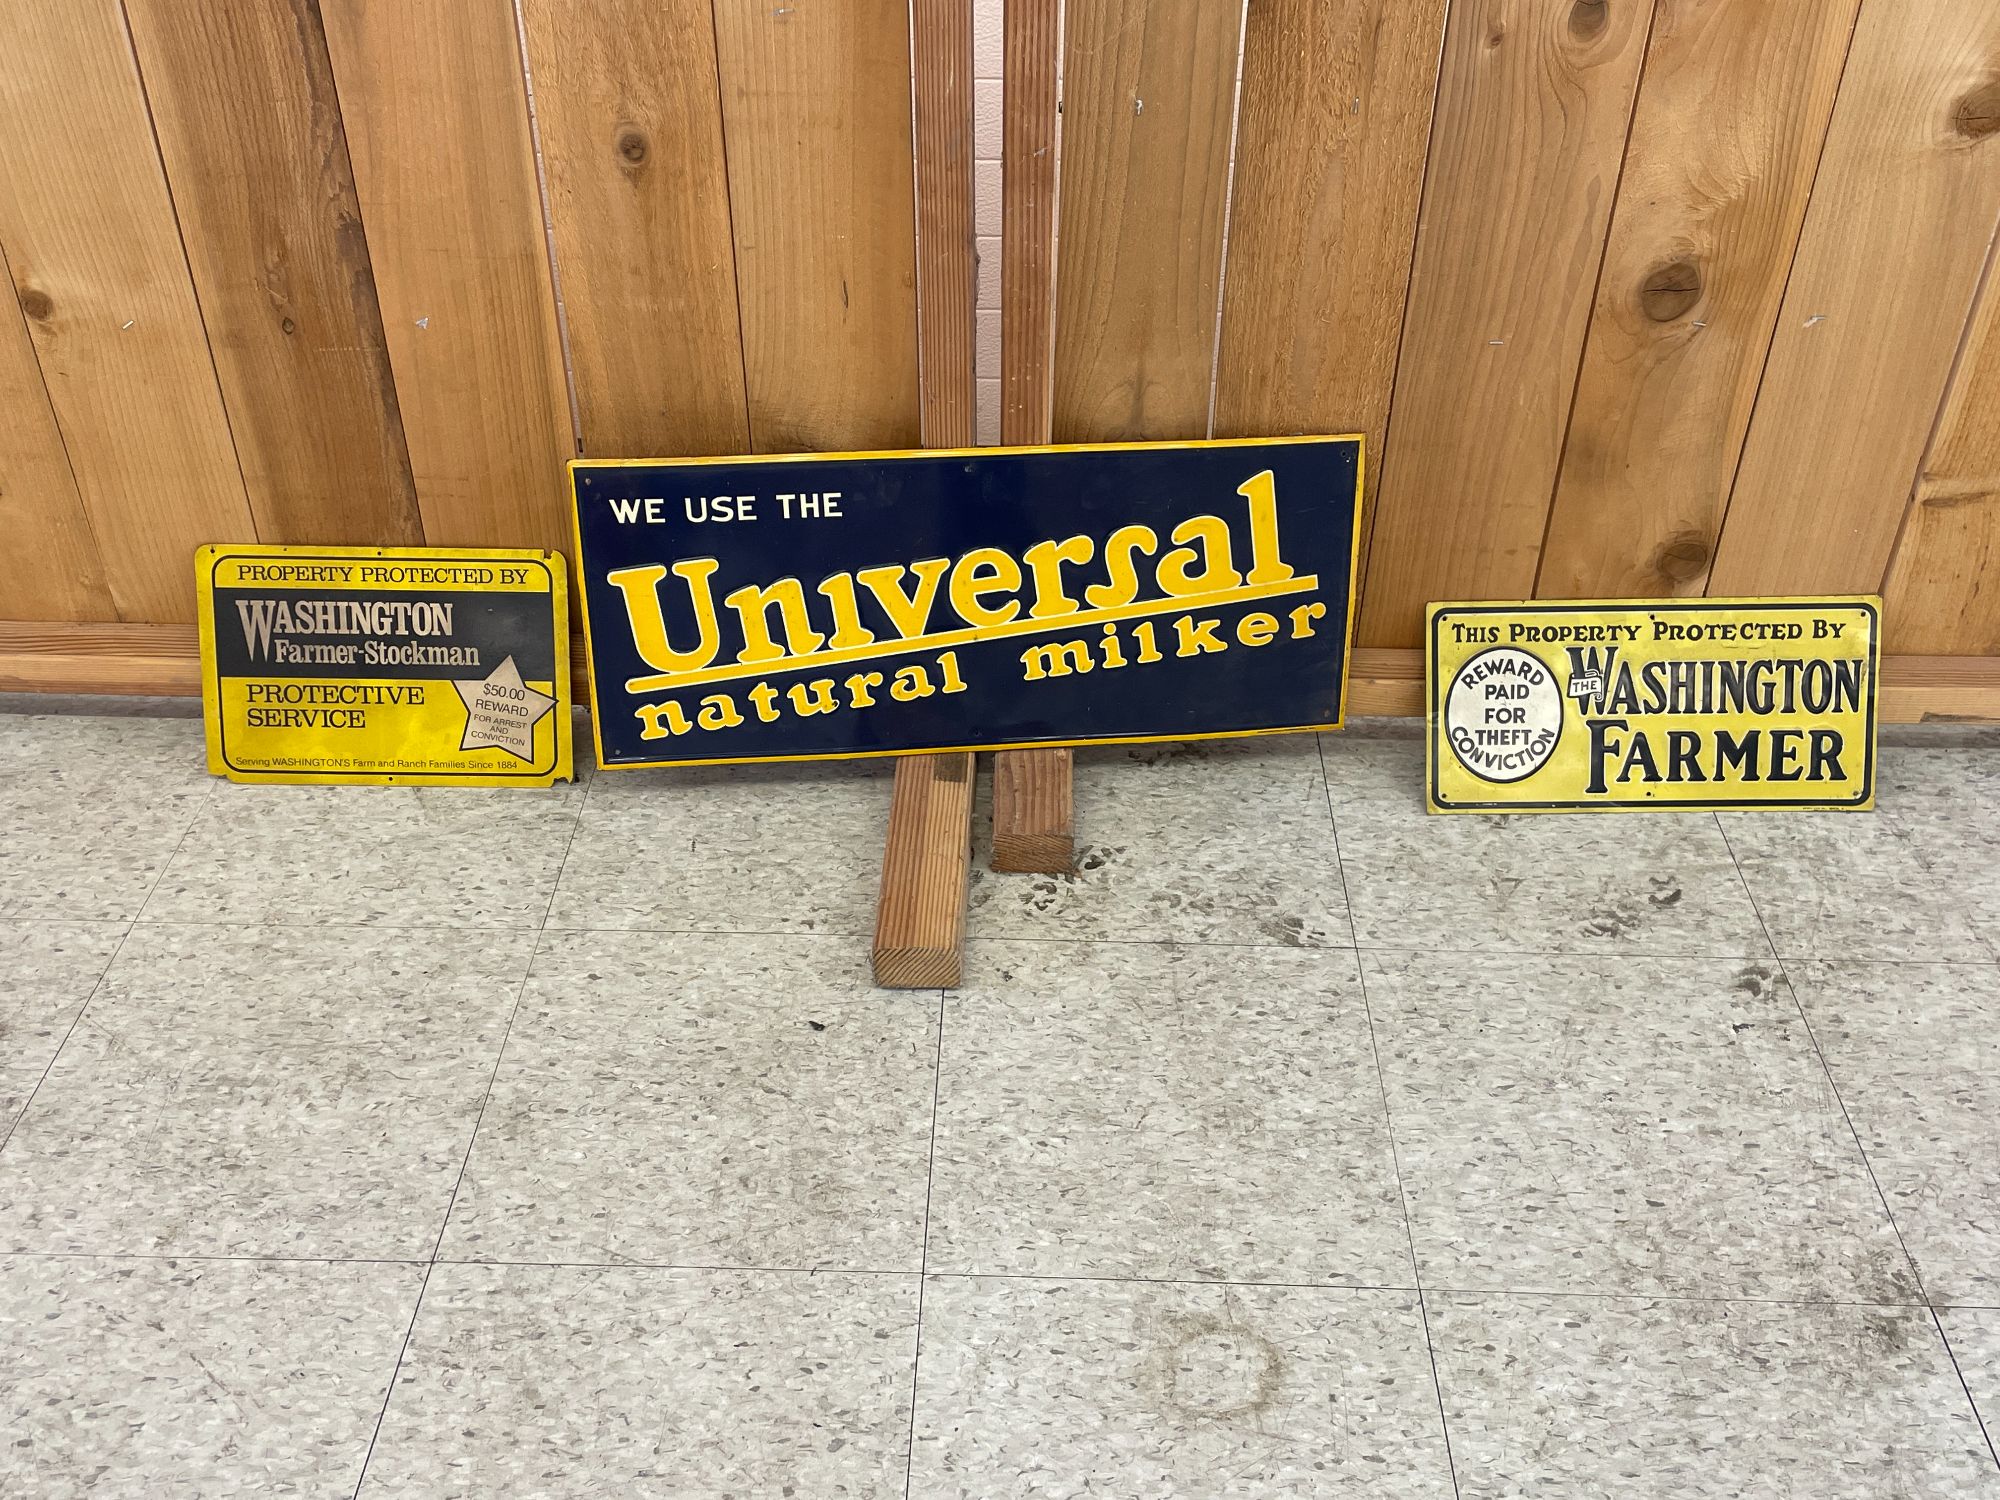 PROPERTY PROTECTED BY
WASHINGTON
Farmer-Stockman
PROTECTIVE
SERVICE
$50.00
REWARD
FOR ARREST
AND
CONVICTION
Serving WASHINGTON'S Farm and Ranch Families Since 1884
WE USE THE
Universal
natural milker
THIS PROPERTY PROTECTED BY
REWARD
PAID
FOR
THEFT
CONVICTION
THE
WASHINGTON
FARMER